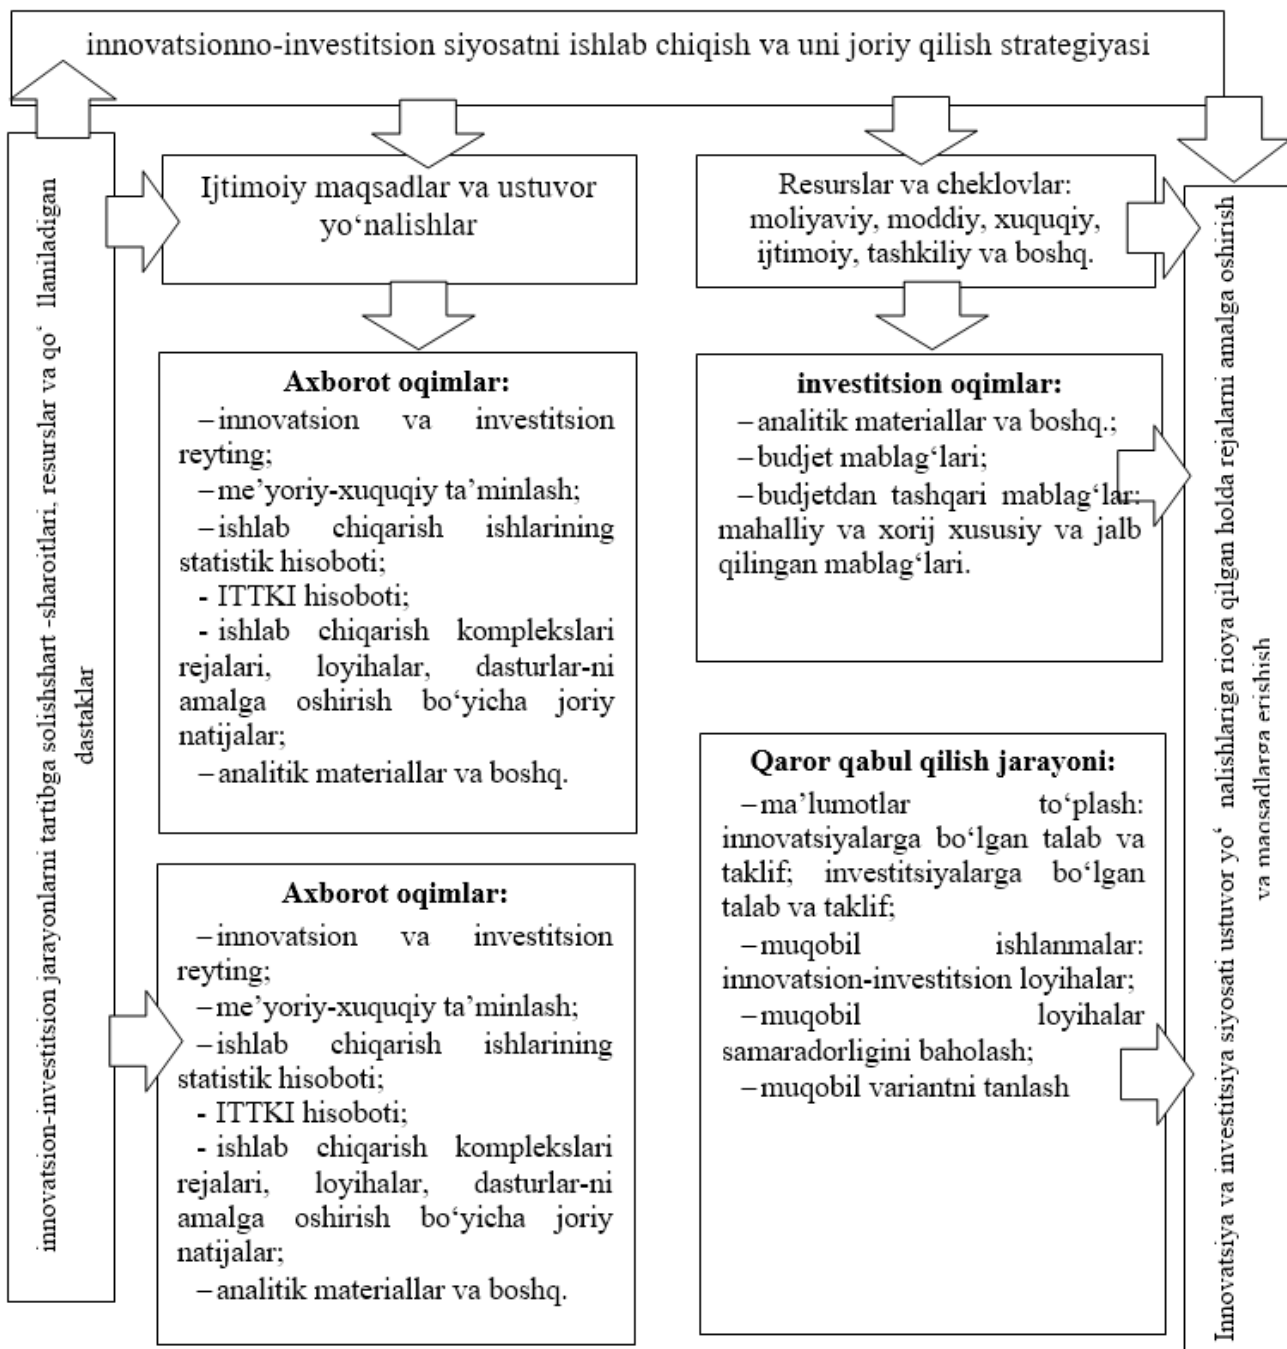 innovatsionno-investitsion siyosatni ishlab chiqish va uni joriy qilish strategiyasi
innovatsion-investitsion jarayonlarni tartibga solishshart -sharoitlari, resurslar va qo‘ llaniladigan
dastaklar
Ijtimoiy maqsadlar va ustuvor
yo‘nalishlar
Resurslar va cheklovlar:
moliyaviy, moddiy, xuquqiy,
ijtimoiy, tashkiliy va boshq.
Axborot oqimlar:
–innovatsion va investitsion
reyting;
–me’yoriy-xuquqiy ta’minlash;
–ishlab chiqarish ishlarining
statistik hisoboti;
- ITTKI hisoboti;
- ishlab chiqarish komplekslari
rejalari, loyihalar, dasturlar-ni
amalga oshirish bo‘yicha joriy
natijalar;
–analitik materiallar va boshq.
investitsion oqimlar:
–analitik materiallar va boshq.;
–budjet mablag‘lari;
–budjetdan tashqari mablag‘lar:
mahalliy va xorij xususiy va jalb
qilingan mablag‘lari.
Axborot oqimlar:
–innovatsion va investitsion
reyting;
–me’yoriy-xuquqiy ta’minlash;
–ishlab chiqarish ishlarining
statistik hisoboti;
- ITTKI hisoboti;
- ishlab chiqarish komplekslari
rejalari, loyihalar, dasturlar-ni
amalga oshirish bo‘yicha joriy
natijalar;
–analitik materiallar va boshq.
Qaror qabul qilish jarayoni:
–ma’lumotlar to‘plash:
innovatsiyalarga bo‘lgan talab va
taklif; investitsiyalarga bo‘lgan
talab va taklif;
–muqobil ishlanmalar:
innovatsion-investitsion loyihalar;
–muqobil loyihalar
samaradorligini baholash;
–muqobil variantni tanlash
Innovatsiya va investitsiya siyosati ustuvor yo‘ nalishlariga rioya qilgan holda rejalarni amalga oshirish
va maqsadlarga erishish